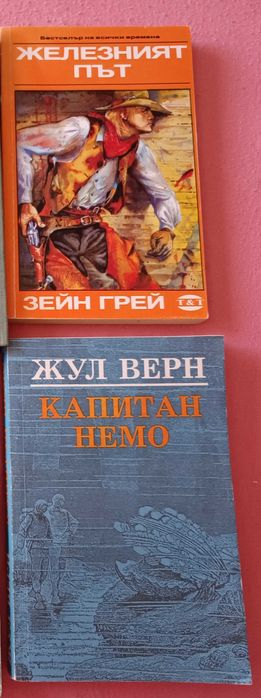 Бестселър на всички времена
ЖЕЛЕЗНИЯТ
ПЪТ
ЗЕЙН ГРЕЙ
T&T
ЖУЛ ВЕРН
КАПИТАН
НЕМО